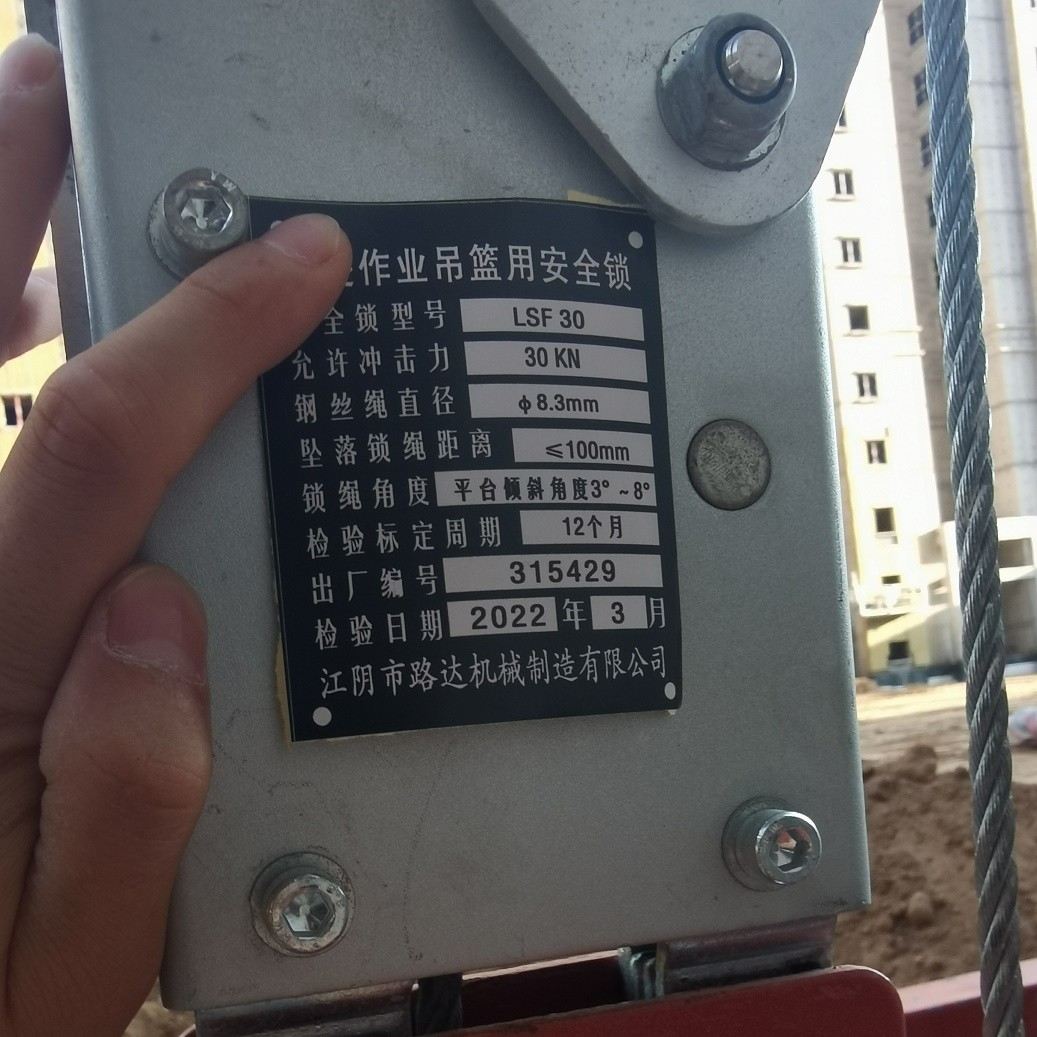 作业吊篮用安全锁
全锁型号 LSF 30
允许冲击力 30 KN
钢丝绳直径 φ8.3mm
坠落锁绳距离 ≤100mm
锁绳角度 平台倾斜角度3°~8°
检验标定周期 12个月
出厂编号 315429
检验日期 2022年3月
江阴市路达机械制造有限公司